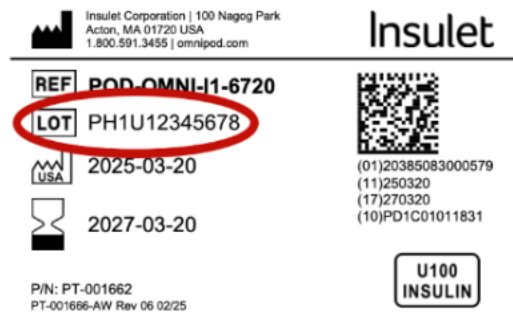 Insulet Corporation | 100 Nagog Park
Acton, MA 01720 USA
1.800.591.3455 | omnipod.com
Insulet
REF POD-OMNI-I1-6720
LOT PH1U12345678
USA 2025-03-20
2027-03-20
(01)20385083000579
(11)250320
(17)270320
(10)PD1C01011831
P/N: PT-001662
PT-001666-AW Rev 06 02/25
U100
INSULIN